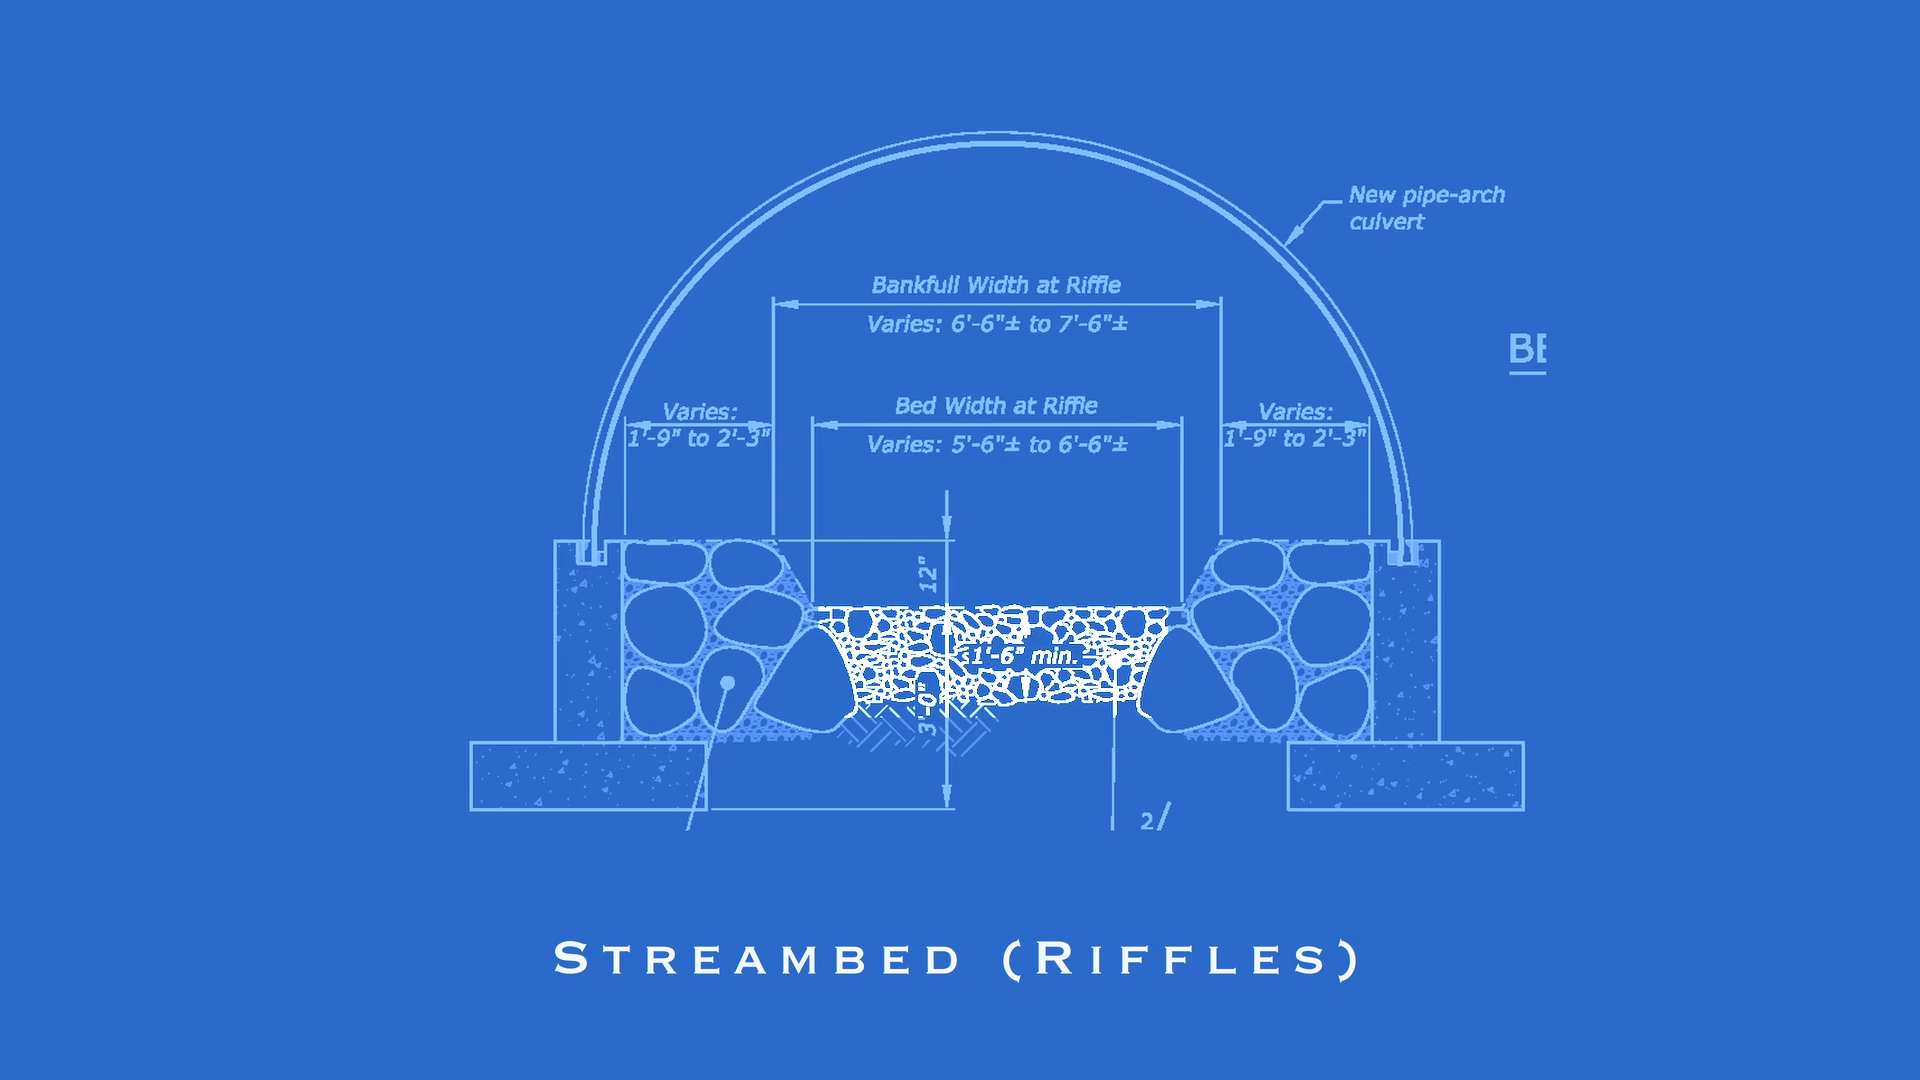 New pipe-arch
culvert
Bankfull Width at Riffle
Varies: 6'-6"± to 7'-6"±
BE
Varies:
1'-9" to 2'-3"
Bed Width at Riffle
Varies: 5'-6"± to 6'-6"±
Varies:
1'-9" to 2'-3"
12"
1'-6" min.
3'-0"
2/
STREAMBED (RIFFLES)